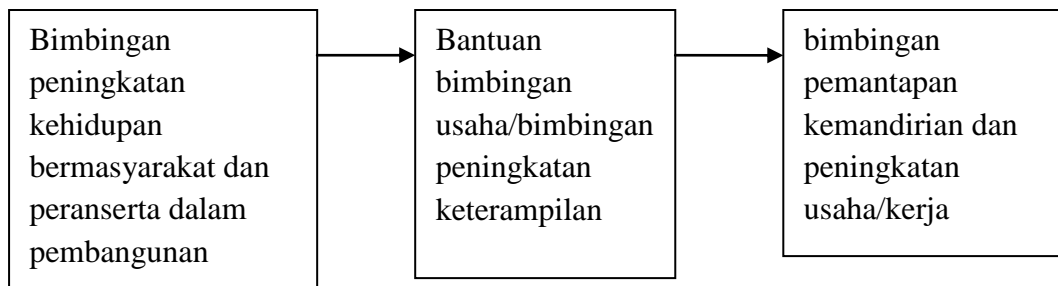 Bimbingan
peningkatan
kehidupan
bermasyarakat dan
peranserta dalam
pembangunan
Bantuan
bimbingan
usaha/bimbingan
peningkatan
keterampilan
bimbingan
pemantapan
kemandirian dan
peningkatan
usaha/kerja